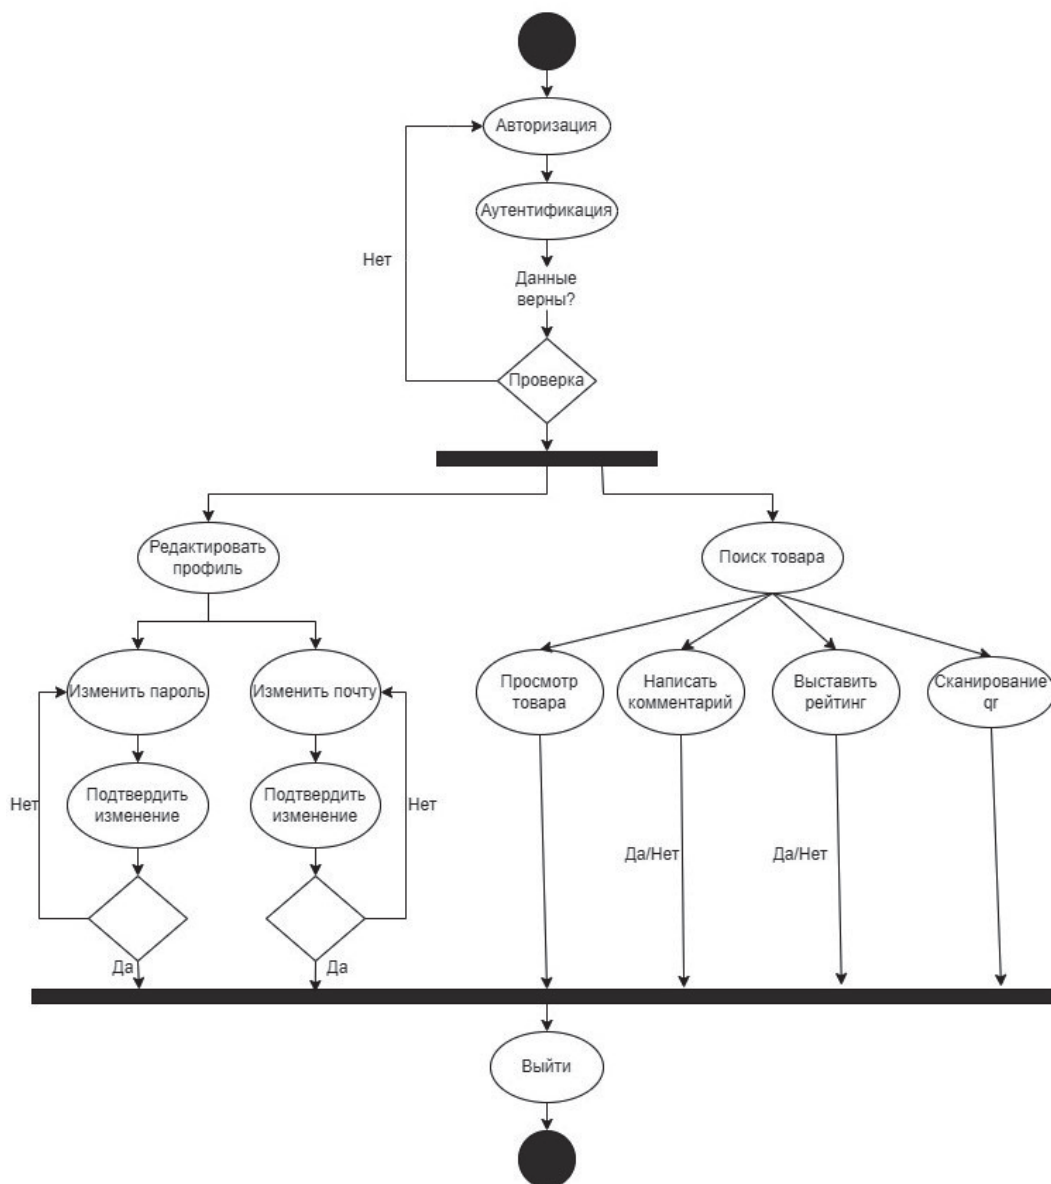 Авторизация
Аутентификация
Нет
Данные
верны?
Проверка
Редактировать
профиль
Поиск товара
Изменить пароль
Изменить почту
Просмотр
товара
Написать
комментарий
Выставить
рейтинг
Сканирование
qr
Нет
Подтвердить
изменение
Подтвердить
изменение
Нет
Да/Нет
Да/Нет
Да
Да
Выйти